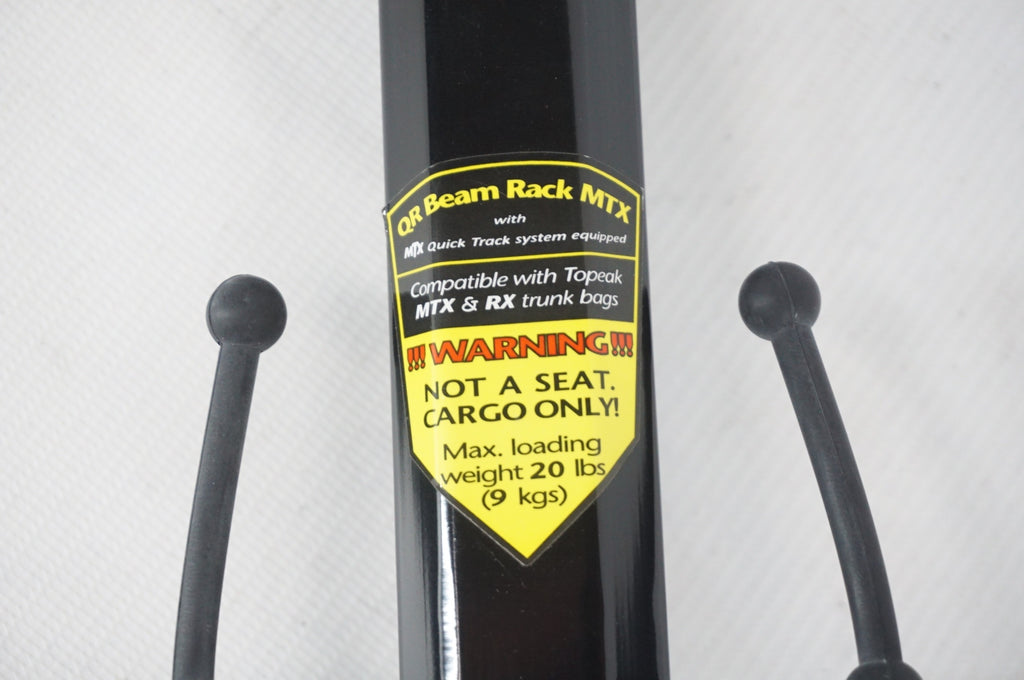 QR Beam Rack MTX
with
MTX Quick Track system equipped
Compatible with Topeak
MTX & RX trunk bags
!!! WARNING !!!
NOT A SEAT.
CARGO ONLY!
Max. loading
weight 20 lbs
(9 kgs)